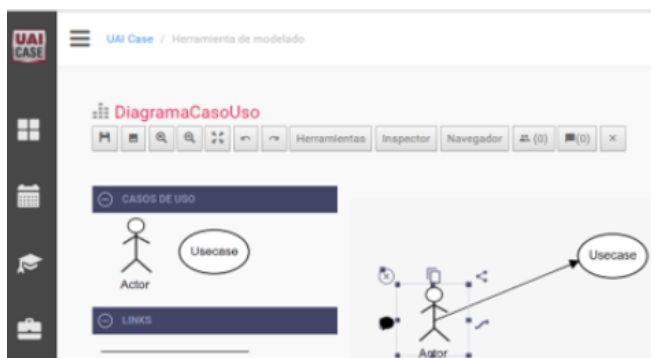 UAI
CASE
UAI Case / Herramienta de modelado
DiagramaCasoUso
Herramientas Inspector Navegador (0) (0) ×
CASOS DE USO
Usecase
Actor
LINKS
Usecase
Actor